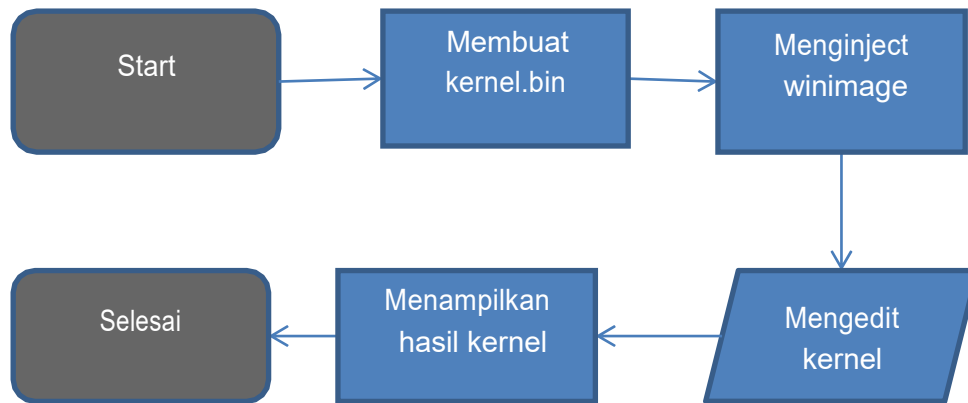 Start
Membuat
kernel.bin
Menginject
winimage
Mengedit
kernel
Menampilkan
hasil kernel
Selesai